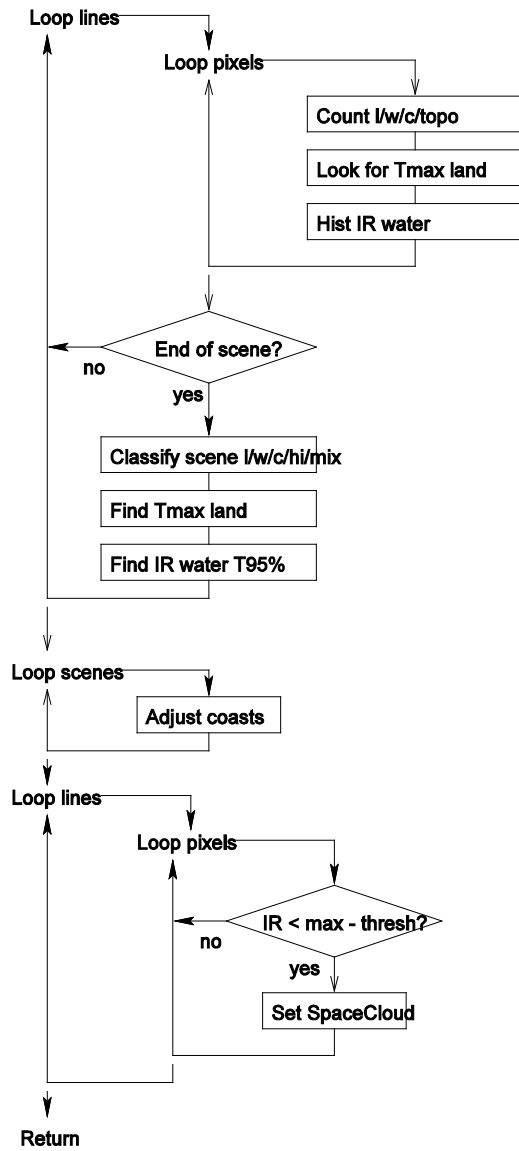 Loop lines
Loop pixels
Count l/w/c/topo
Look for Tmax land
Hist IR water
End of scene?
no
yes
Classify scene l/w/c/hi/mix
Find Tmax land
Find IR water T95%
Loop scenes
Adjust coasts
Loop lines
Loop pixels
IR < max - thresh?
no
yes
Set SpaceCloud
Return